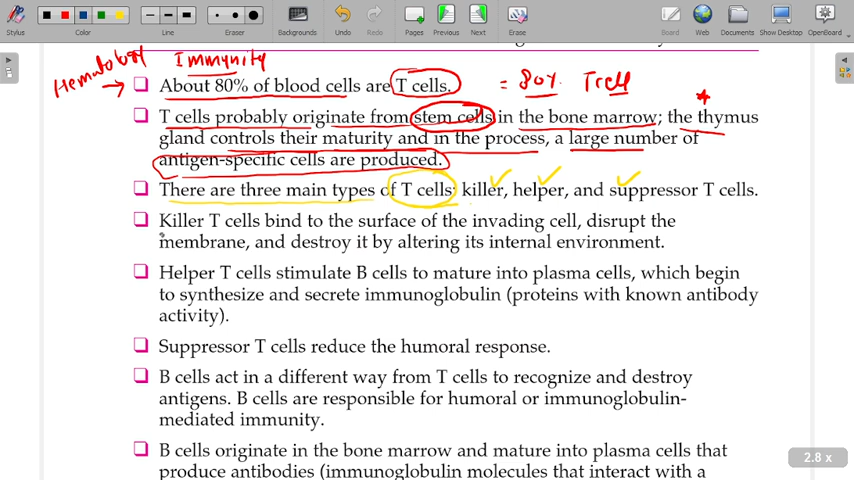 Stylus
Color
Line
Eraser
Backgrounds
Undo
Redo
Pages
Previous
Next
Erase
Board
Web
Documents
Show Desktop
OpenBoard
Immunity
About 80% of blood cells are T cells. = 80% T cell
T cells probably originate from stem cells in the bone marrow; the thymus
gland controls their maturity and in the process, a large number of
antigen-specific cells are produced.
There are three main types of T cells: killer, helper, and suppressor T cells.
Killer T cells bind to the surface of the invading cell, disrupt the
membrane, and destroy it by altering its internal environment.
Helper T cells stimulate B cells to mature into plasma cells, which begin
to synthesize and secrete immunoglobulin (proteins with known antibody
activity).
Suppressor T cells reduce the humoral response.
B cells act in a different way from T cells to recognize and destroy
antigens. B cells are responsible for humoral or immunoglobulin-
mediated immunity.
B cells originate in the bone marrow and mature into plasma cells that
produce antibodies (immunoglobulin molecules that interact with a
2.8 x